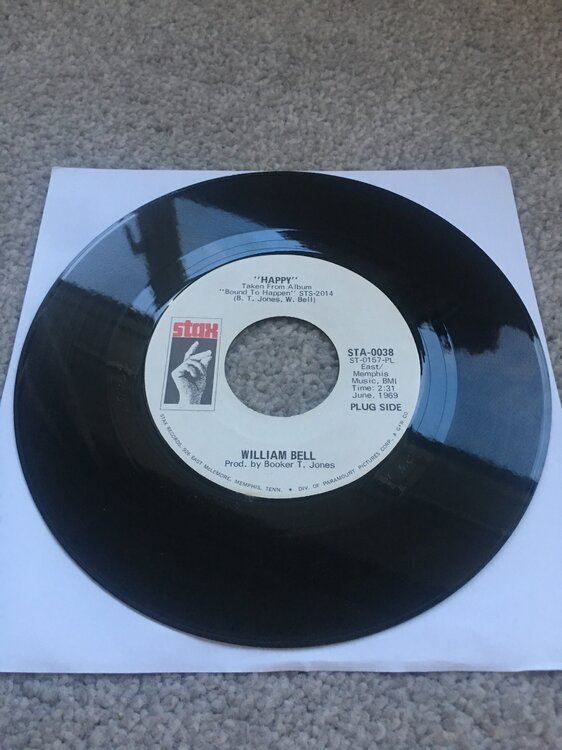 "HAPPY"
Taken From Album
"Bound To Happen" STS-2014
(B. T. Jones, W. Bell)
stax
STA-0038
ST-0157-PL
East/
Memphis
Music, BMI
Time: 2:31
June, 1969
PLUG SIDE
WILLIAM BELL
Prod. by Booker T. Jones
STAX RECORDS, 926 EAST McLEMORE, MEMPHIS, TENN. • DIV. OF PARAMOUNT PICTURES CORP. A G+W CO.